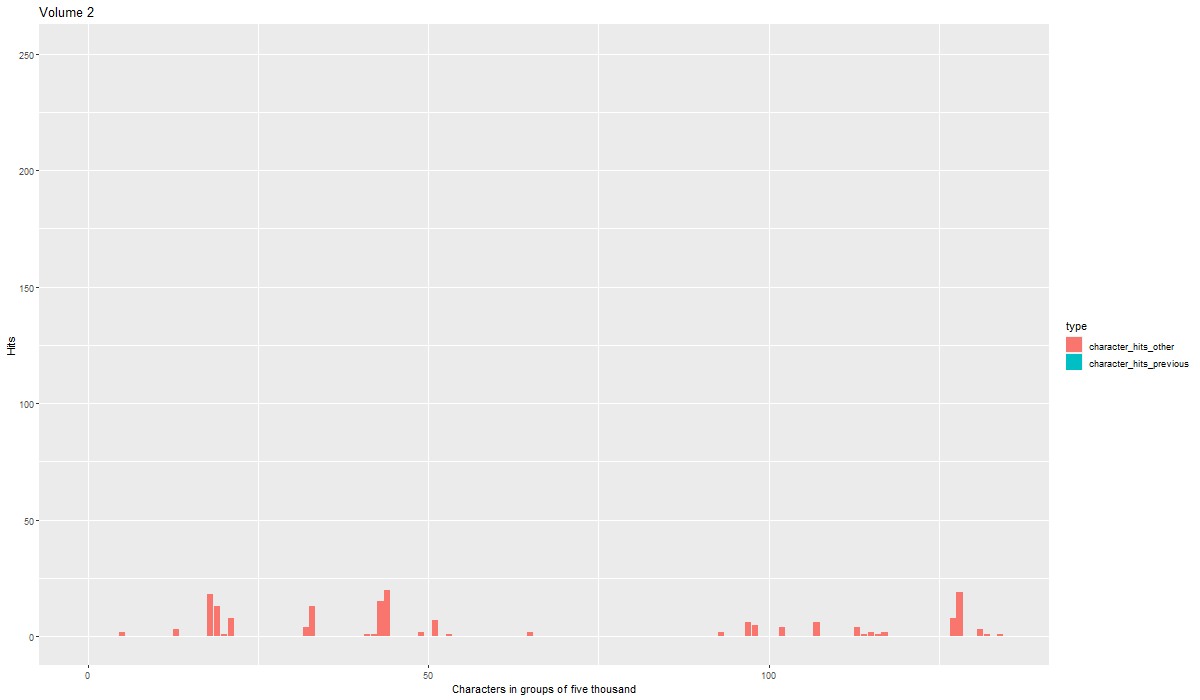 Volume 2
250
200
150
100
50
0
Hits
0 50 100
Characters in groups of five thousand
type
character_hits_other
character_hits_previous